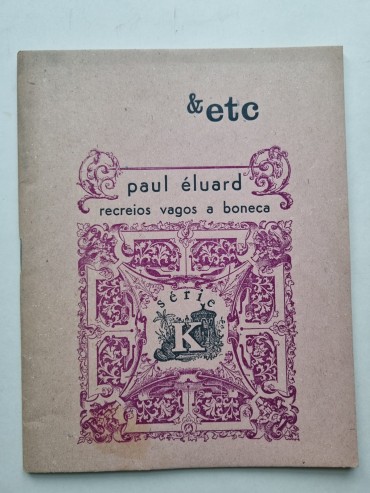 & etc
paul éluard
recreios vagos a boneca
série
K